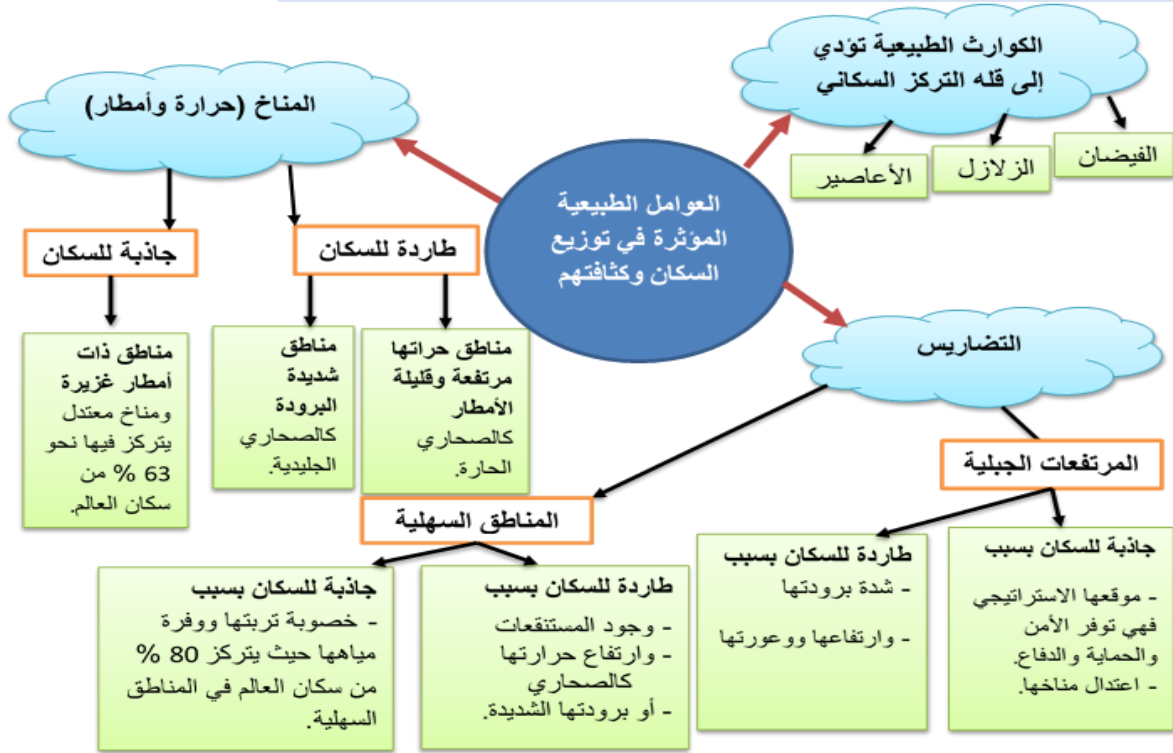 العوامل الطبيعية
المؤثرة في توزيع
السكان وكثافتهم
الكوارث الطبيعية تؤدي
إلى قله التركز السكاني
الفيضان
الزلازل
الأعاصير
المناخ (حرارة وأمطار)
طاردة للسكان
جاذبة للسكان
مناطق حراتها
مرتفعة وقليلة
الأمطار
كالصحاري
الحارة.
مناطق
شديدة
البرودة
كالصحاري
الجليدية.
مناطق ذات
أمطار غزيرة
ومناخ معتدل
يتركز فيها نحو
63 % من
سكان العالم.
التضاريس
المرتفعات الجبلية
جاذبة للسكان بسبب
- موقعها الاستراتيجي
فهي توفر الأمن
والحماية والدفاع.
- اعتدال مناخها.
طاردة للسكان بسبب
- شدة برودتها
- وارتفاعها ووعورتها
المناطق السهلية
طاردة للسكان بسبب
- وجود المستنقعات
- وارتفاع حرارتها
كالصحاري
- أو برودتها الشديدة.
جاذبة للسكان بسبب
- خصوبة تربتها ووفرة
مياهها حيث يتركز 80 %
من سكان العالم في المناطق
السهلية.